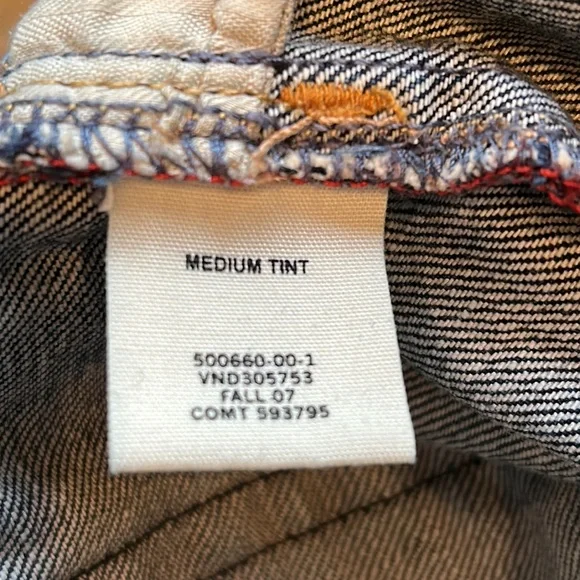 MEDIUM TINT
500660-00-1
VND305753
FALL 07
COMT 593795